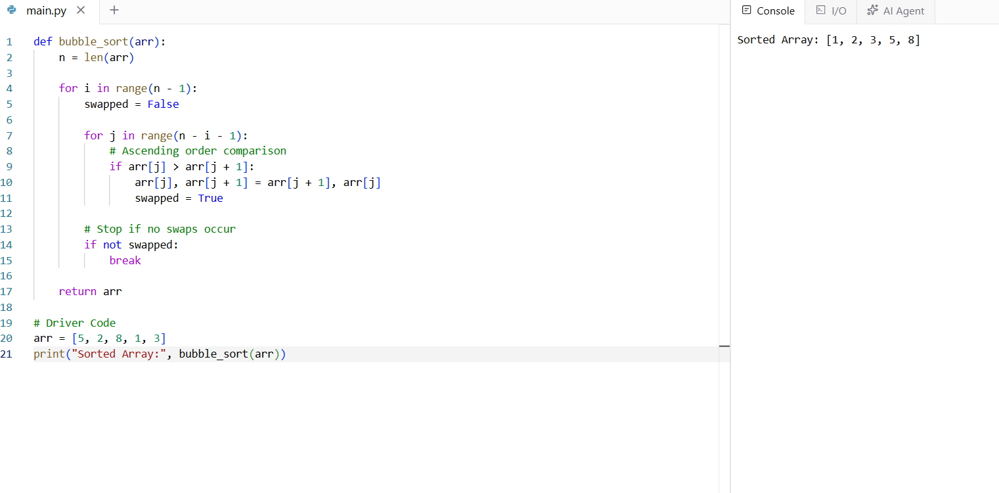 main.py
Console
I/O
AI Agent
1 def bubble_sort(arr):
2     n = len(arr)
3
4     for i in range(n - 1):
5         swapped = False
6
7         for j in range(n - i - 1):
8             # Ascending order comparison
9             if arr[j] > arr[j + 1]:
10                 arr[j], arr[j + 1] = arr[j + 1], arr[j]
11                 swapped = True
12
13         # Stop if no swaps occur
14         if not swapped:
15             break
16
17     return arr
18
19 # Driver Code
20 arr = [5, 2, 8, 1, 3]
21 print("Sorted Array:", bubble_sort(arr))
Sorted Array: [1, 2, 3, 5, 8]